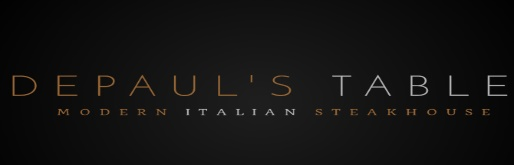 DEPAUL'S TABLE
MODERN ITALIAN STEAKHOUSE